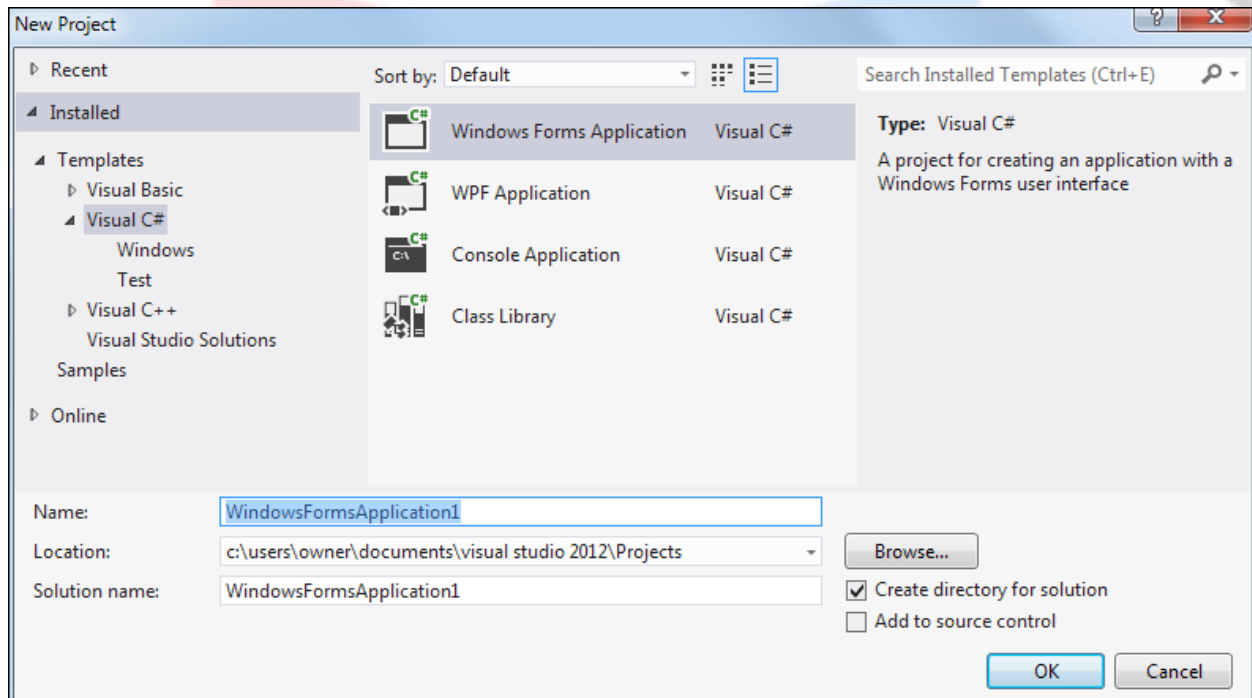 New Project
Recent
Installed
Templates
Visual Basic
Visual C#
Windows
Test
Visual C++
Visual Studio Solutions
Samples
Online
Sort by: Default
C# Windows Forms Application Visual C#
C# WPF Application Visual C#
C# C:\ Console Application Visual C#
C# Class Library Visual C#
Search Installed Templates (Ctrl+E)
Type: Visual C#
A project for creating an application with a
Windows Forms user interface
Name: WindowsFormsApplication1
Location: c:\users\owner\documents\visual studio 2012\Projects Browse...
Solution name: WindowsFormsApplication1
Create directory for solution
Add to source control
OK Cancel